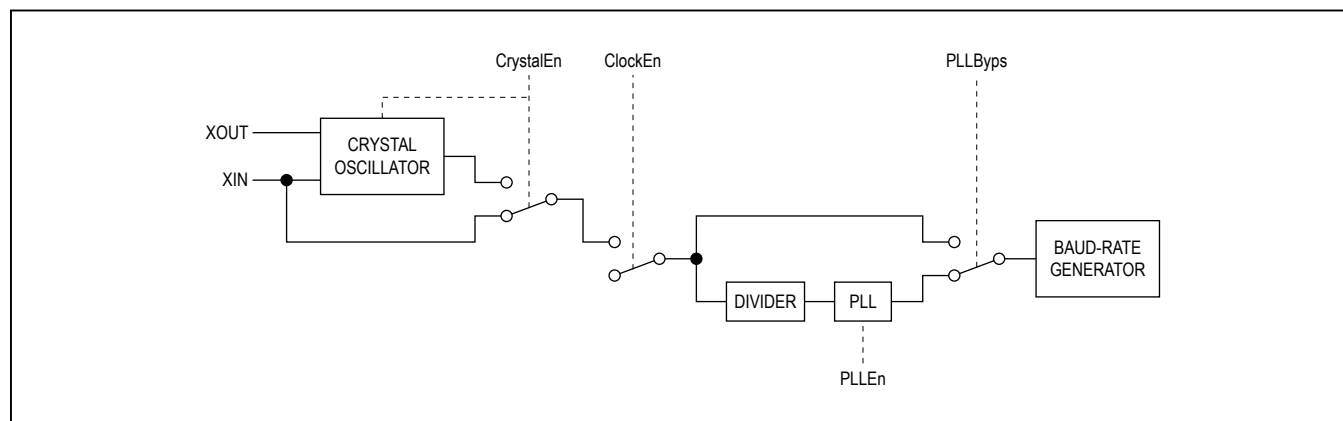 CrystalEn
ClockEn
PLLByps
XOUT
XIN
CRYSTAL
OSCILLATOR
BAUD-RATE
GENERATOR
DIVIDER
PLL
PLLEn